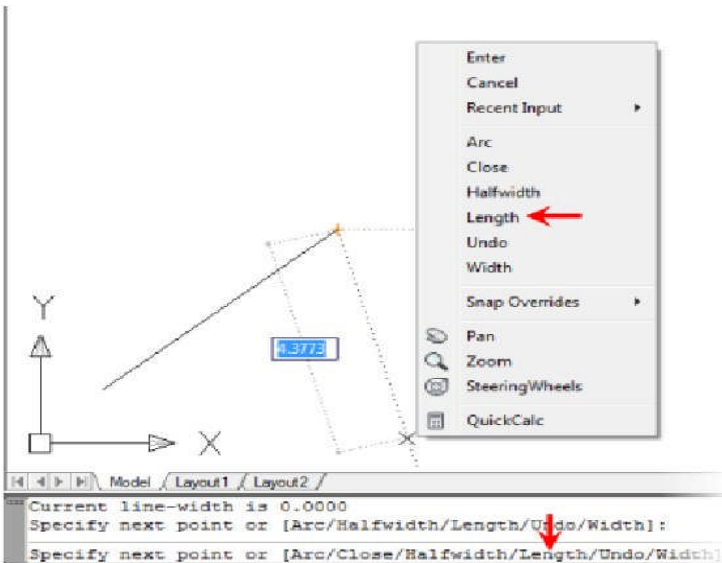 Enter
Cancel
Recent Input
Arc
Close
Halfwidth
Length
Undo
Width
Snap Overrides
Pan
Zoom
SteeringWheels
QuickCalc
4.3773
Y
X
Model / Layout1 / Layout2 /
Current line-width is 0.0000
Specify next point or [Arc/Halfwidth/Length/Undo/Width]:
Specify next point or [Arc/Close/Halfwidth/Length/Undo/Width]